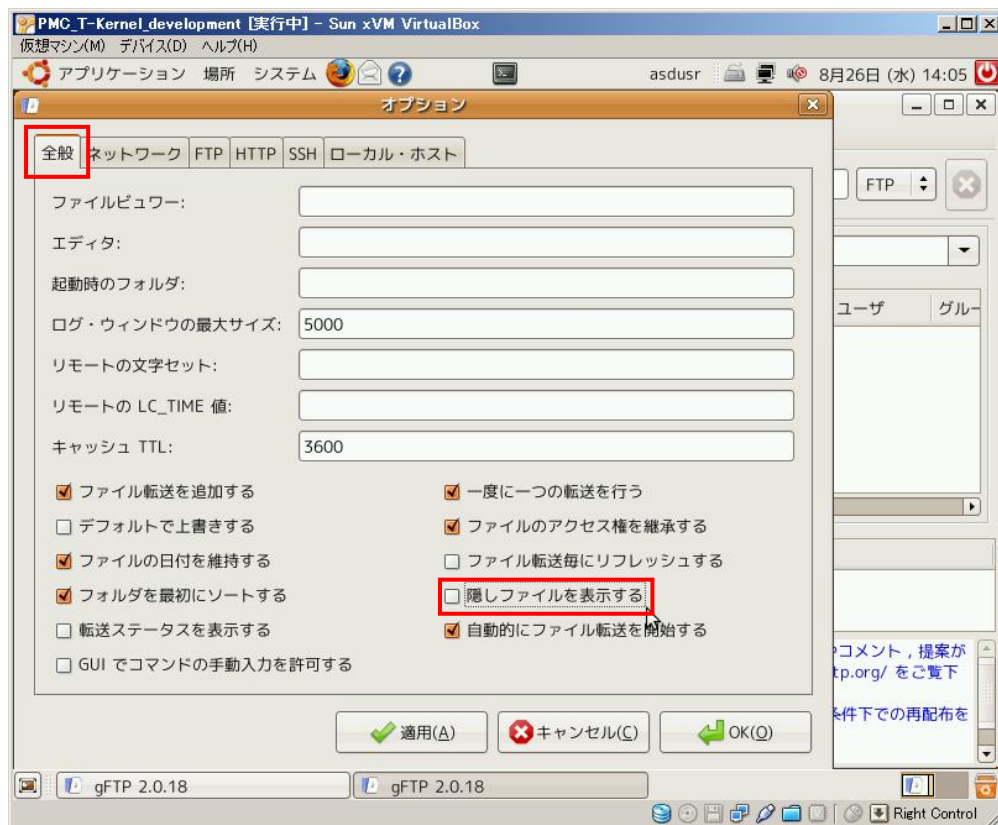 PMC_T-Kernel_development [実行中] - Sun xVM VirtualBox
仮想マシン(M) デバイス(D) ヘルプ(H)
アプリケーション 場所 システム asdusr 8月26日 (水) 14:05
オプション
全般 ネットワーク FTP HTTP SSH ローカル・ホスト
FTP
ファイルビュワー:
エディタ:
起動時のフォルダ:
ユーザ グルー
ログ・ウィンドウの最大サイズ: 5000
リモートの文字セット:
リモートの LC_TIME 値:
キャッシュ TTL: 3600
ファイル転送を追加する 一度に一つの転送を行う
デフォルトで上書きする ファイルのアクセス権を継承する
ファイルの日付を維持する ファイル転送毎にリフレッシュする
フォルダを最初にソートする 隠しファイルを表示する
転送ステータスを表示する 自動的にファイル転送を開始する
GUI でコマンドの手動入力を許可する
コメント , 提案が
tp.org/ をご覧下
件下での再配布を
適用(A) キャンセル(C) OK(O)
gFTP 2.0.18 gFTP 2.0.18
Right Control